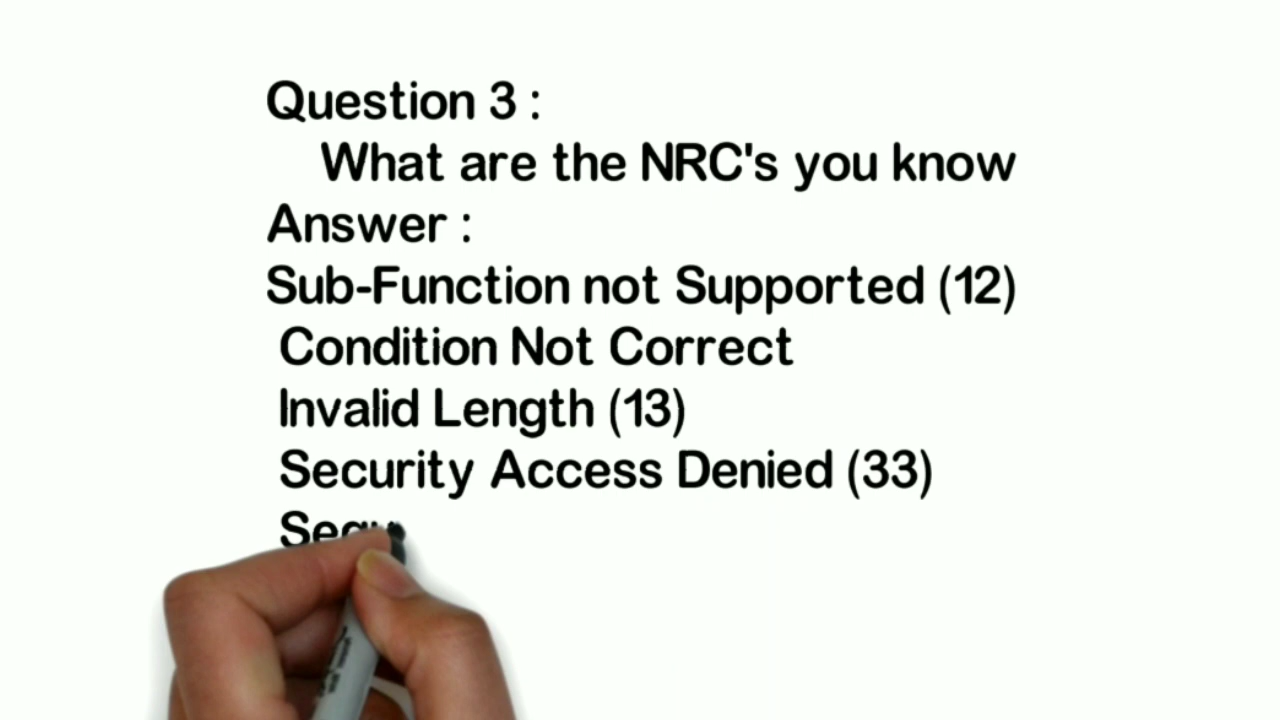 Question 3 :
What are the NRC's you know
Answer :
Sub-Function not Supported (12)
Condition Not Correct
Invalid Length (13)
Security Access Denied (33)